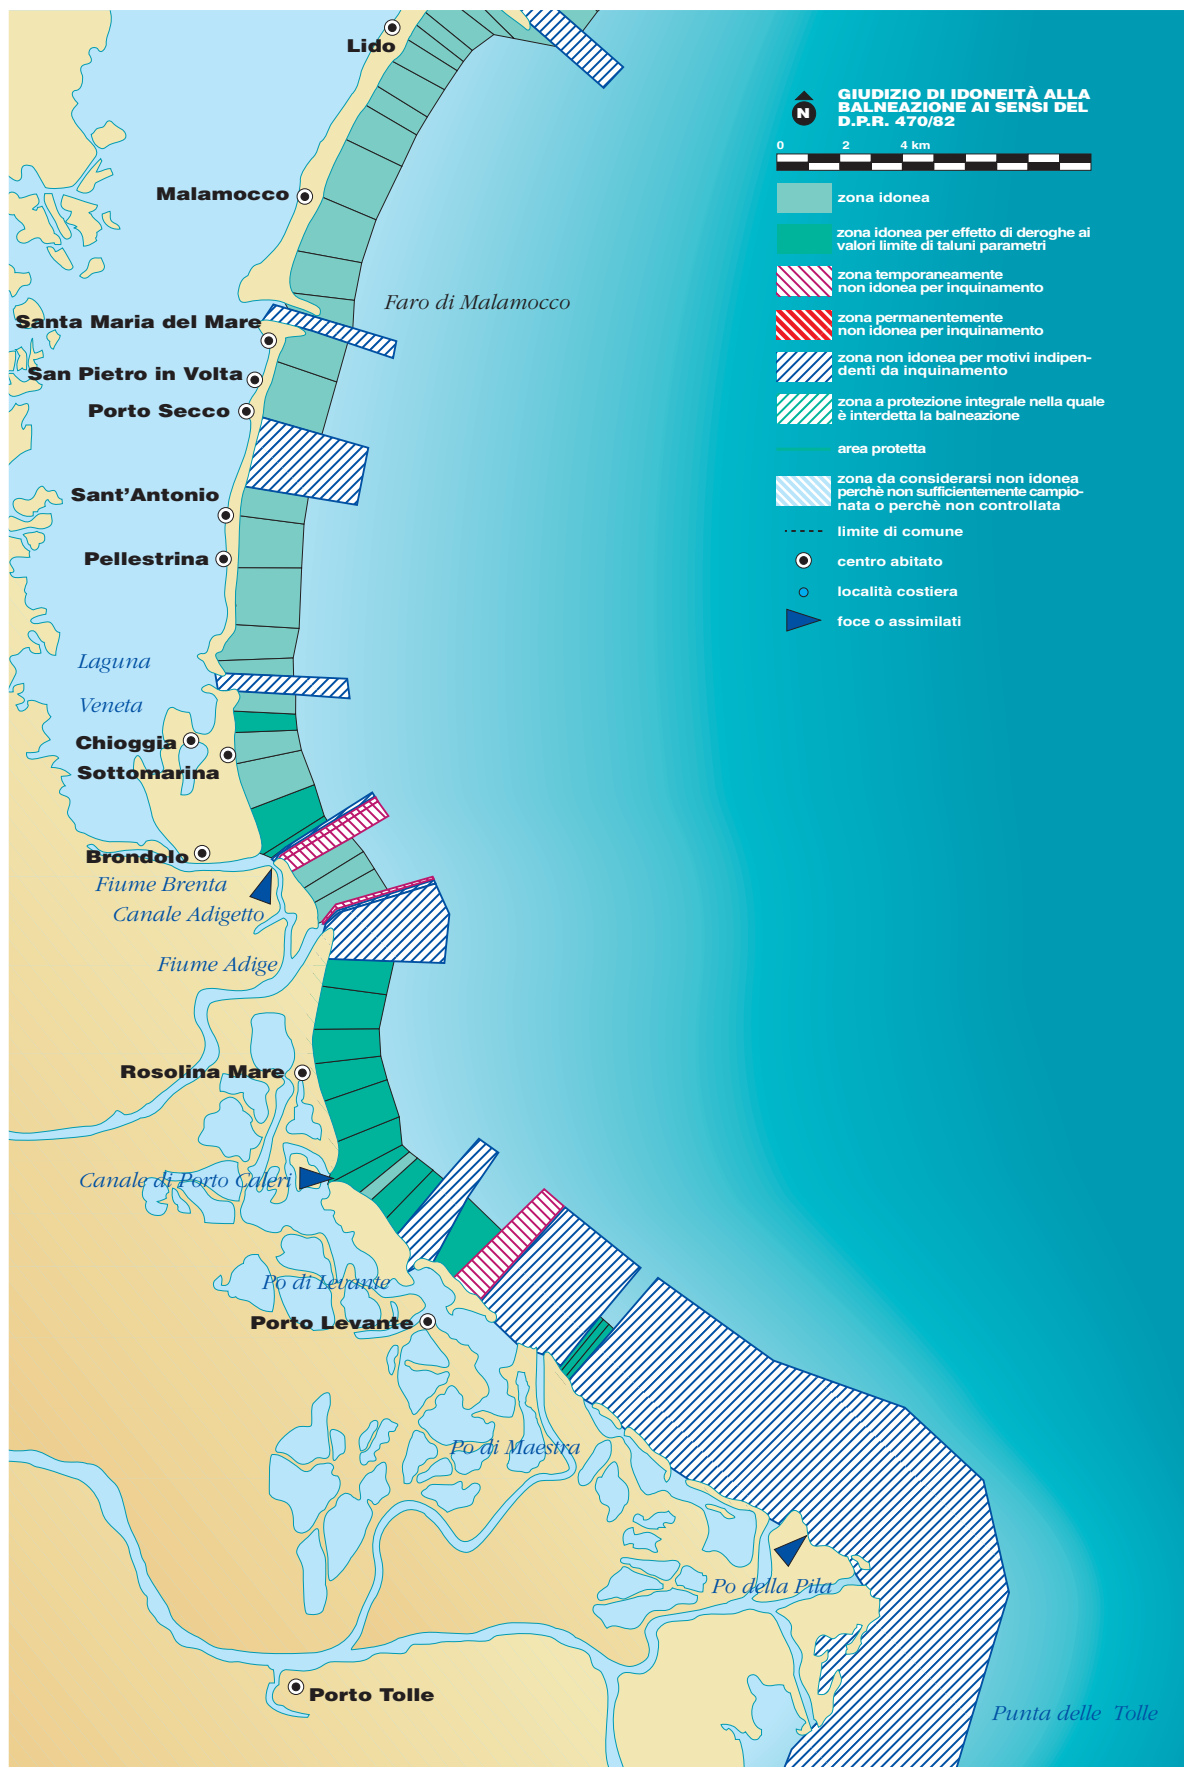 Lido
GIUDIZIO DI IDONEITÀ ALLA
BALNEAZIONE AI SENSI DEL
D.P.R. 470/82
N
0 2 4 km
zona idonea
zona idonea per effetto di deroghe ai
valori limite di taluni parametri
zona temporaneamente
non idonea per inquinamento
zona permanentemente
non idonea per inquinamento
zona non idonea per motivi indipen-
denti da inquinamento
zona a protezione integrale nella quale
è interdetta la balneazione
area protetta
zona da considerarsi non idonea
perchè non sufficientemente campio-
nata o perchè non controllata
limite di comune
centro abitato
località costiera
foce o assimilati
Malamocco
Faro di Malamocco
Santa Maria del Mare
San Pietro in Volta
Porto Secco
Sant'Antonio
Pellestrina
Laguna
Veneta
Chioggia
Sottomarina
Brondolo
Fiume Brenta
Canale Adigetto
Fiume Adige
Rosolina Mare
Canale di Porto Caleri
Po di Levante
Porto Levante
Po di Maestra
Po della Pila
Porto Tolle
Punta delle Tolle